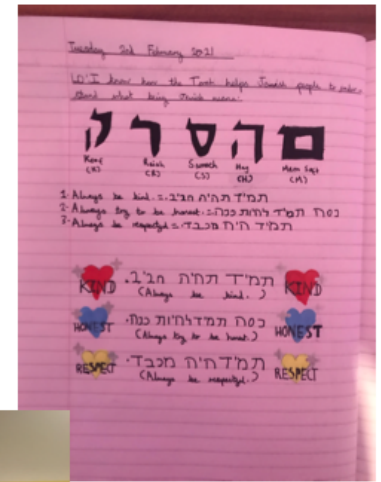 Tuesday 2nd February 2021
LO: I know how the Torah helps Jewish people to under
stand what being Jewish means.
ק ר ס ה ם
Koof Raish Samech Hay Mem Sofit
(K) (R) (S) (H) (M)
1- Always be kind. = תמיד תהיה חביב.
2- Always try to be honest. = נסה תמיד להיות כנה
3- Always be respectful = תמיד היה מכבד.
KIND תמיד תהיה חביב. KIND
(Always be kind.)
HONEST נסה תמיד להיות כנה. HONEST
(Always try to be honest.)
RESPECT תמיד היה מכבד. RESPECT
(Always be respectful.)